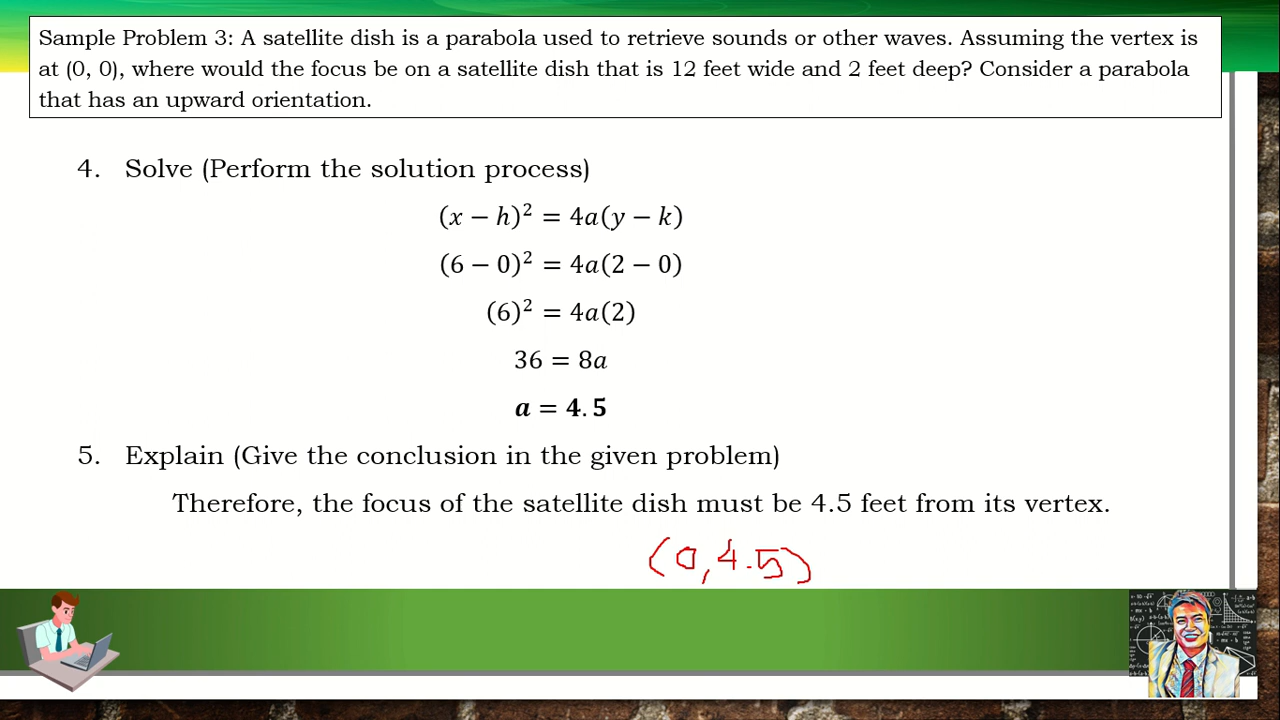 Sample Problem 3: A satellite dish is a parabola used to retrieve sounds or other waves. Assuming the vertex is
at (0, 0), where would the focus be on a satellite dish that is 12 feet wide and 2 feet deep? Consider a parabola
that has an upward orientation.
4. Solve (Perform the solution process)
(x − h)² = 4a(y − k)
(6 − 0)² = 4a(2 − 0)
(6)² = 4a(2)
36 = 8a
a = 4.5
5. Explain (Give the conclusion in the given problem)
Therefore, the focus of the satellite dish must be 4.5 feet from its vertex.
(0, 4.5)